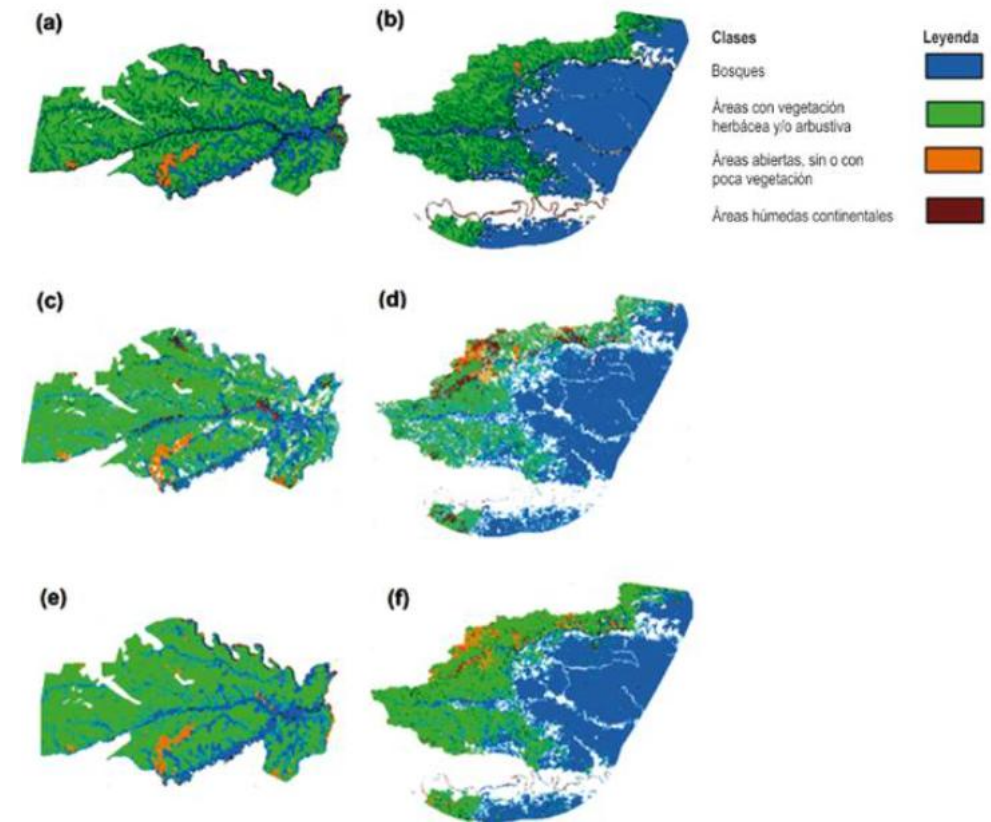 (a)
(b)
Clases
Leyenda
Bosques
Áreas con vegetación
herbácea y/o arbustiva
Áreas abiertas, sin o con
poca vegetación
Áreas húmedas continentales
(c)
(d)
(e)
(f)